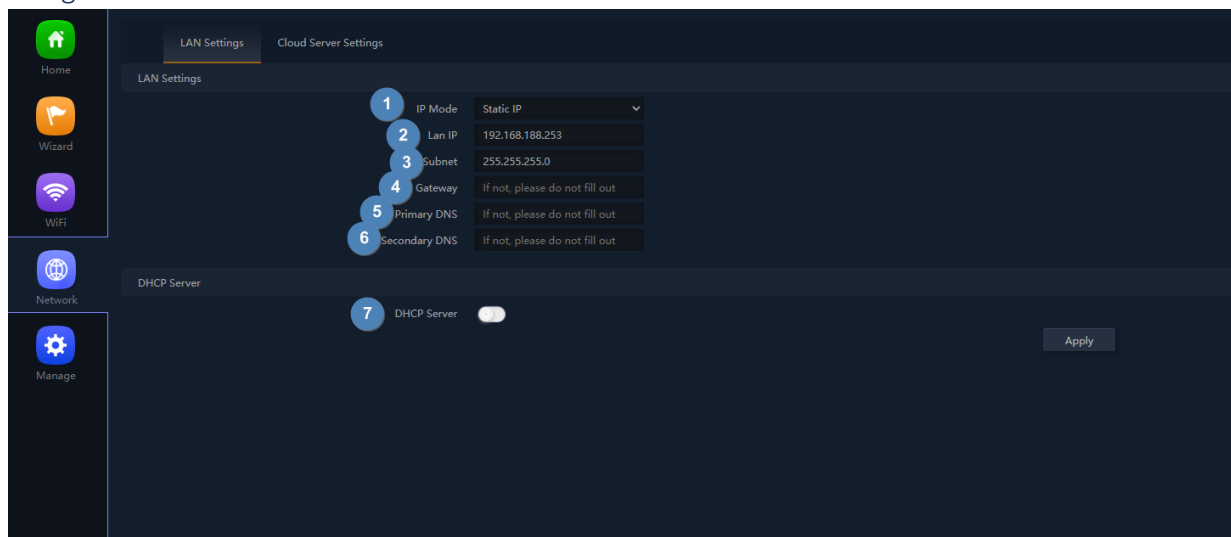 Home
Wizard
WiFi
Network
Manage
LAN Settings Cloud Server Settings
LAN Settings
1 IP Mode Static IP
2 Lan IP 192.168.188.253
3 Subnet 255.255.255.0
4 Gateway If not, please do not fill out
5 Primary DNS If not, please do not fill out
6 Secondary DNS If not, please do not fill out
DHCP Server
7 DHCP Server
Apply